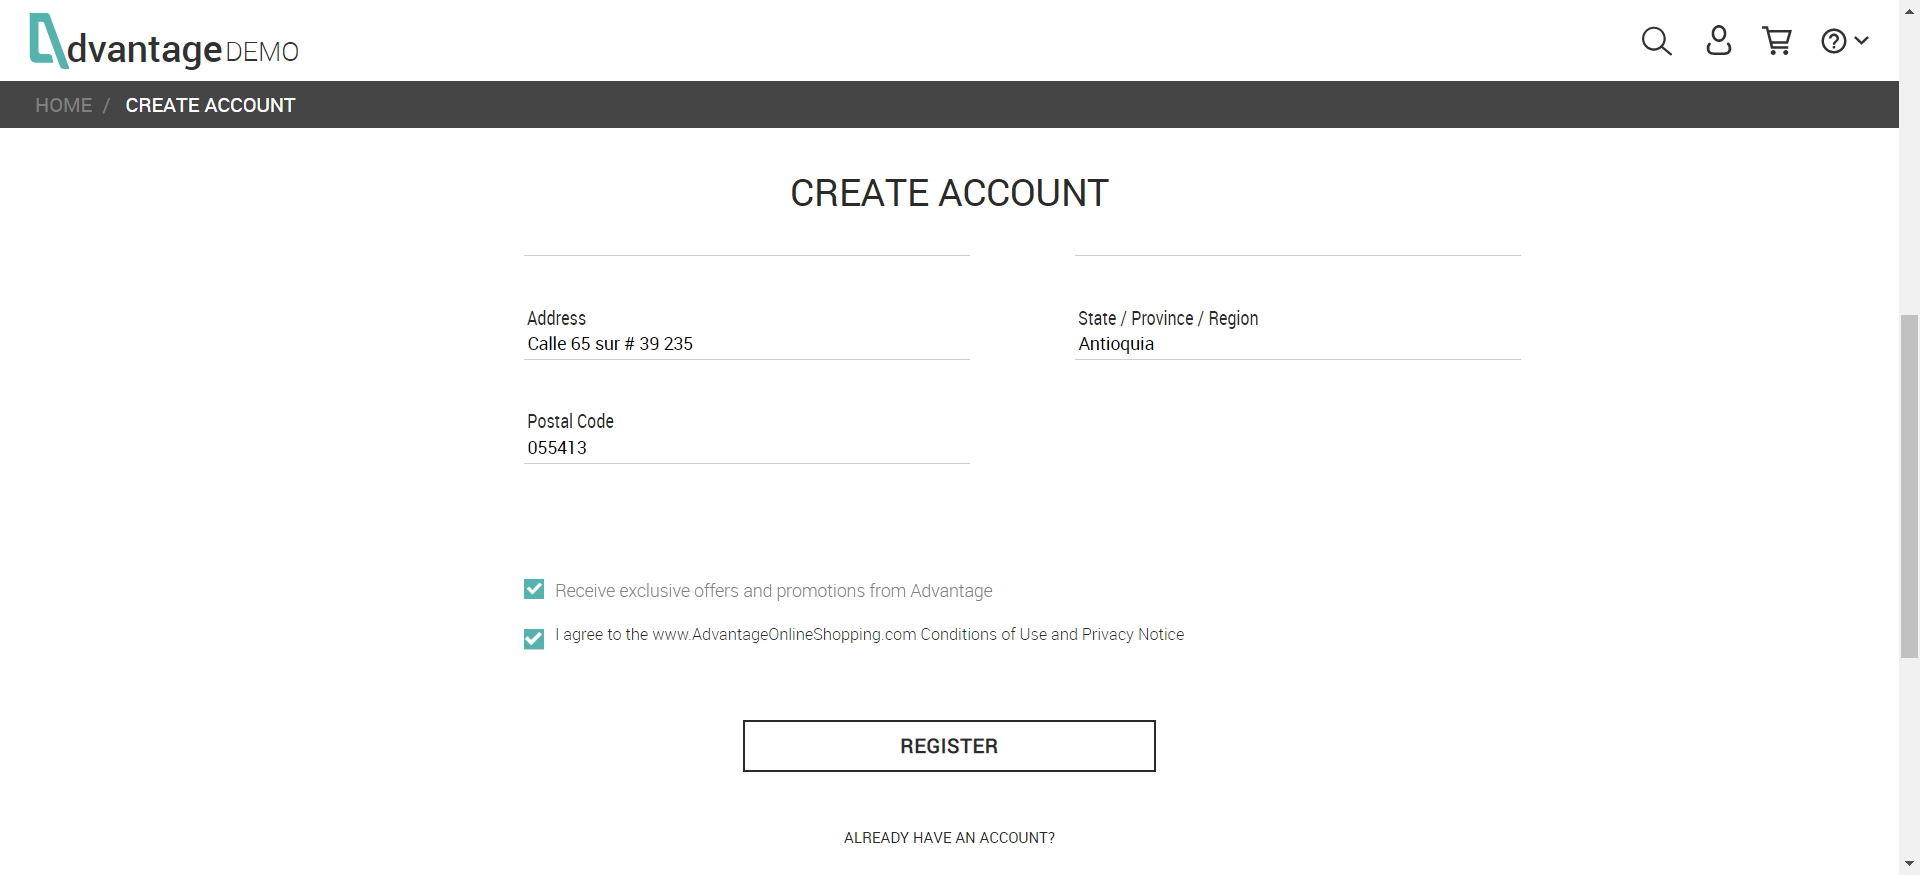 dvantage DEMO
HOME / CREATE ACCOUNT
CREATE ACCOUNT
Address
Calle 65 sur # 39 235
State / Province / Region
Antioquia
Postal Code
055413
Receive exclusive offers and promotions from Advantage
I agree to the www.AdvantageOnlineShopping.com Conditions of Use and Privacy Notice
REGISTER
ALREADY HAVE AN ACCOUNT?